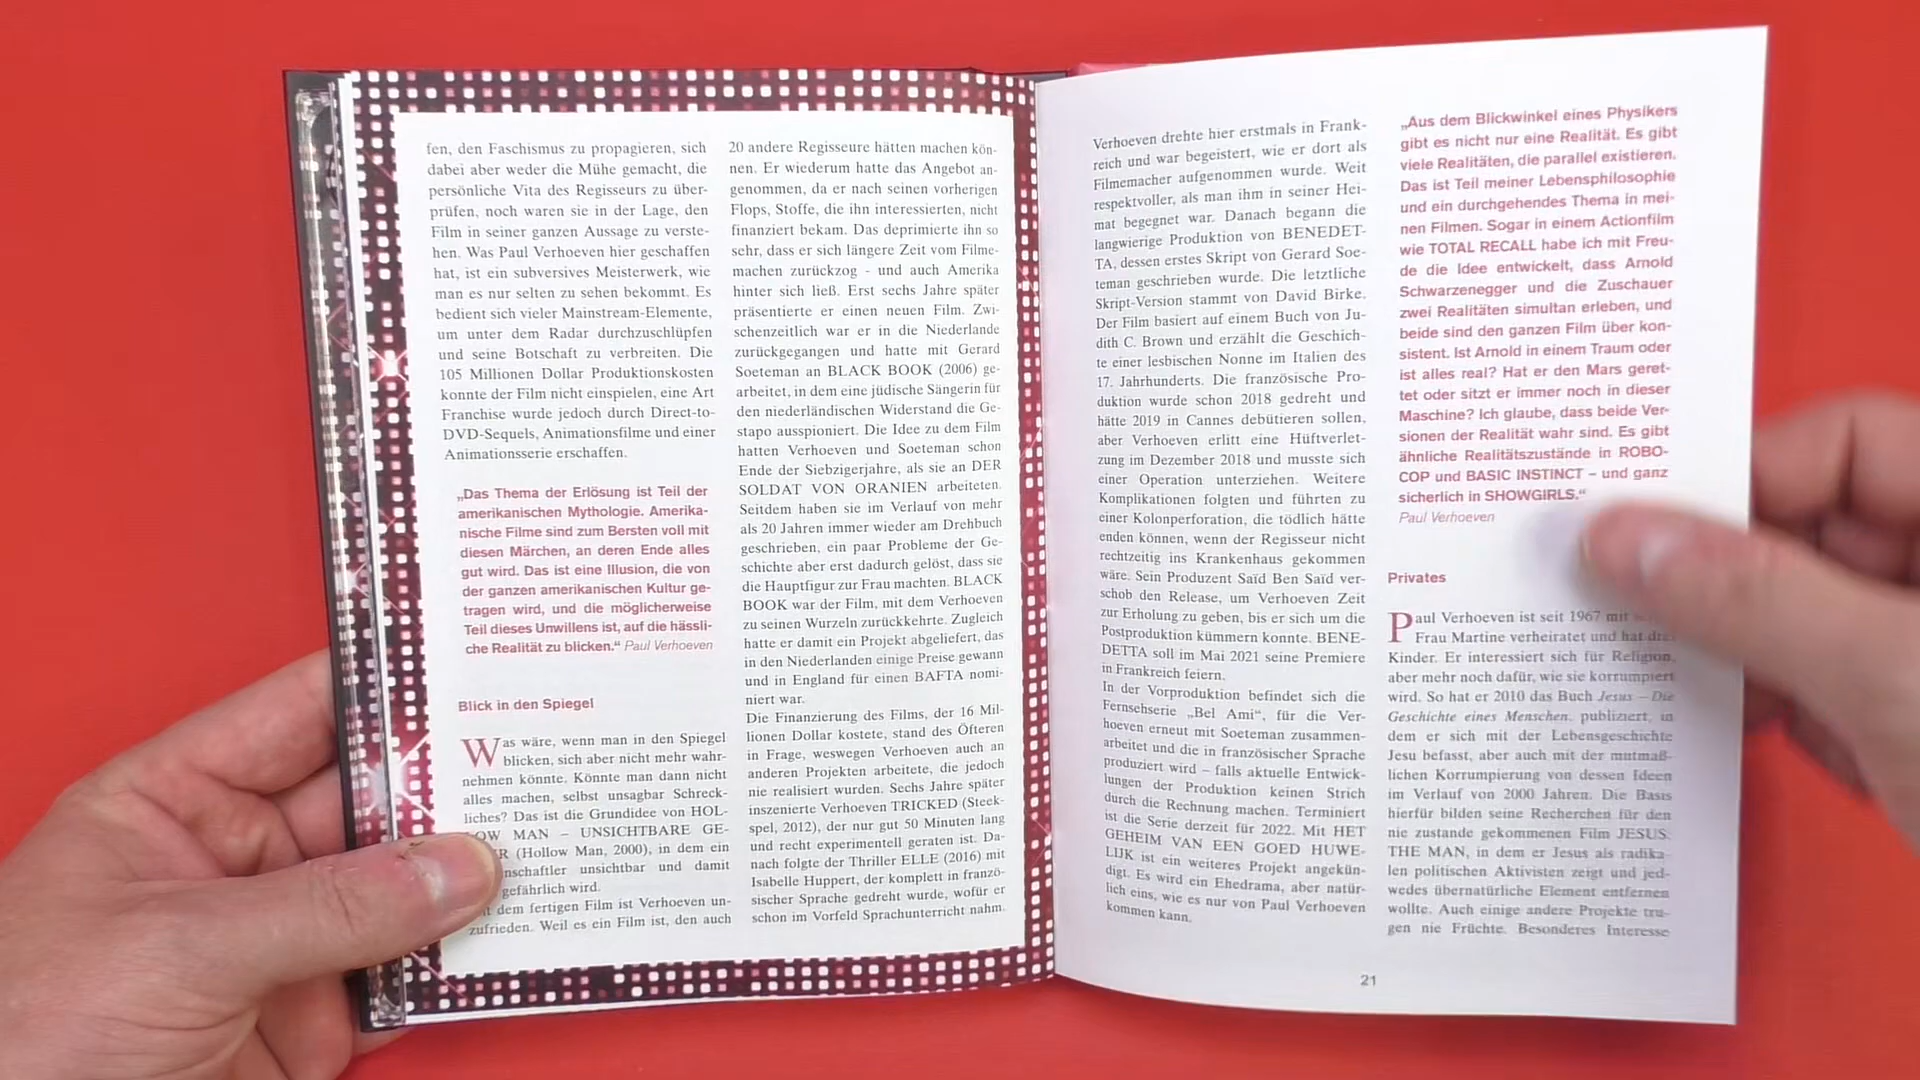 fen, den Faschismus zu propagieren, sich
dabei aber weder die Mühe gemacht, die
persönliche Vita des Regisseurs zu über-
prüfen, noch waren sie in der Lage, den
Film in seiner ganzen Aussage zu verste-
hen. Was Paul Verhoeven hier geschaffen
hat, ist ein subversives Meisterwerk, wie
man es nur selten zu sehen bekommt. Es
bedient sich vieler Mainstream-Elemente,
um unter dem Radar durchzuschlüpfen
und seine Botschaft zu verbreiten. Die
105 Millionen Dollar Produktionskosten
konnte der Film nicht einspielen, eine Art
Franchise wurde jedoch durch Direct-to-
DVD-Sequels, Animationsfilme und einer
Animationsserie erschaffen.
„Das Thema der Erlösung ist Teil der
amerikanischen Mythologie. Amerika-
nische Filme sind zum Bersten voll mit
diesen Märchen, an deren Ende alles
gut wird. Das ist eine Illusion, die von
der ganzen amerikanischen Kultur ge-
tragen wird, und die möglicherweise
Teil dieses Unwillens ist, auf die hässli-
che Realität zu blicken.“ Paul Verhoeven
Blick in den Spiegel
Was wäre, wenn man in den Spiegel
blicken, sich aber nicht mehr wahr-
nehmen könnte. Könnte man dann nicht
alles machen, selbst unsagbar Schreck-
liches? Das ist die Grundidee von HOL-
OW MAN – UNSICHTBARE GE-
R (Hollow Man, 2000), in dem ein
nschaftler unsichtbar und damit
gefährlich wird.
dem fertigen Film ist Verhoeven un-
zufrieden. Weil es ein Film ist, den auch
20 andere Regisseure hätten machen kön-
nen. Er wiederum hatte das Angebot an-
genommen, da er nach seinen vorherigen
Flops, Stoffe, die ihn interessierten, nicht
finanziert bekam. Das deprimierte ihn so
sehr, dass er sich längere Zeit vom Filme-
machen zurückzog - und auch Amerika
hinter sich ließ. Erst sechs Jahre später
präsentierte er einen neuen Film. Zwi-
schenzeitlich war er in die Niederlande
zurückgegangen und hatte mit Gerard
Soeteman an BLACK BOOK (2006) ge-
arbeitet, in dem eine jüdische Sängerin für
den niederländischen Widerstand die Ge-
stapo ausspioniert. Die Idee zu dem Film
hatten Verhoeven und Soeteman schon
Ende der Siebzigerjahre, als sie an DER
SOLDAT VON ORANIEN arbeiteten.
Seitdem haben sie im Verlauf von mehr
als 20 Jahren immer wieder am Drehbuch
geschrieben, ein paar Probleme der Ge-
schichte aber erst dadurch gelöst, dass sie
die Hauptfigur zur Frau machten. BLACK
BOOK war der Film, mit dem Verhoeven
zu seinen Wurzeln zurückkehrte. Zugleich
hatte er damit ein Projekt abgeliefert, das
in den Niederlanden einige Preise gewann
und in England für einen BAFTA nomi-
niert war.
Die Finanzierung des Films, der 16 Mil-
lionen Dollar kostete, stand des Öfteren
in Frage, weswegen Verhoeven auch an
anderen Projekten arbeitete, die jedoch
nie realisiert wurden. Sechs Jahre später
inszenierte Verhoeven TRICKED (Steek-
spel, 2012), der nur gut 50 Minuten lang
und recht experimentell geraten ist. Da-
nach folgte der Thriller ELLE (2016) mit
Isabelle Huppert, der komplett in franzö-
sischer Sprache gedreht wurde, wofür er
schon im Vorfeld Sprachunterricht nahm.
Verhoeven drehte hier erstmals in Frank-
reich und war begeistert, wie er dort als
Filmemacher aufgenommen wurde. Weit
respektvoller, als man ihm in seiner Hei-
mat begegnet war. Danach begann die
langwierige Produktion von BENEDET-
TA, dessen erstes Skript von Gerard Soe-
teman geschrieben wurde. Die letztliche
Skript-Version stammt von David Birke.
Der Film basiert auf einem Buch von Ju-
dith C. Brown und erzählt die Geschich-
te einer lesbischen Nonne im Italien des
17. Jahrhunderts. Die französische Pro-
duktion wurde schon 2018 gedreht und
hätte 2019 in Cannes debütieren sollen,
aber Verhoeven erlitt eine Hüftverlet-
zung im Dezember 2018 und musste sich
einer Operation unterziehen. Weitere
Komplikationen folgten und führten zu
einer Kolonperforation, die tödlich hätte
enden können, wenn der Regisseur nicht
rechtzeitig ins Krankenhaus gekommen
wäre. Sein Produzent Saïd Ben Saïd ver-
schob den Release, um Verhoeven Zeit
zur Erholung zu geben, bis er sich um die
Postproduktion kümmern konnte. BENE-
DETTA soll im Mai 2021 seine Premiere
in Frankreich feiern.
In der Vorproduktion befindet sich die
Fernsehserie „Bel Ami“, für die Ver-
hoeven erneut mit Soeteman zusammen-
arbeitet und die in französischer Sprache
produziert wird – falls aktuelle Entwick-
lungen der Produktion keinen Strich
durch die Rechnung machen. Terminiert
ist die Serie derzeit für 2022. Mit HET
GEHEIM VAN EEN GOED HUWE-
LIJK ist ein weiteres Projekt angekün-
digt. Es wird ein Ehedrama, aber natür-
lich eins, wie es nur von Paul Verhoeven
kommen kann.
„Aus dem Blickwinkel eines Physikers
gibt es nicht nur eine Realität. Es gibt
viele Realitäten, die parallel existieren.
Das ist Teil meiner Lebensphilosophie
und ein durchgehendes Thema in mei-
nen Filmen. Sogar in einem Actionfilm
wie TOTAL RECALL habe ich mit Freu-
de die Idee entwickelt, dass Arnold
Schwarzenegger und die Zuschauer
zwei Realitäten simultan erleben, und
beide sind den ganzen Film über kon-
sistent. Ist Arnold in einem Traum oder
ist alles real? Hat er den Mars geret-
tet oder sitzt er immer noch in dieser
Maschine? Ich glaube, dass beide Ver-
sionen der Realität wahr sind. Es gibt
ähnliche Realitätszustände in ROBO-
COP und BASIC INSTINCT – und ganz
sicherlich in SHOWGIRLS.“
Paul Verhoeven
Privates
Paul Verhoeven ist seit 1967 mit
Frau Martine verheiratet und hat drei
Kinder. Er interessiert sich für Religion,
aber mehr noch dafür, wie sie korrumpiert
wird. So hat er 2010 das Buch Jesus – Die
Geschichte eines Menschen. publiziert, in
dem er sich mit der Lebensgeschichte
Jesu befasst, aber auch mit der mutmaß-
lichen Korrumpierung von dessen Ideen
im Verlauf von 2000 Jahren. Die Basis
hierfür bilden seine Recherchen für den
nie zustande gekommenen Film JESUS:
THE MAN, in dem er Jesus als radika-
len politischen Aktivisten zeigt und jed-
wedes übernatürliche Element entfernen
wollte. Auch einige andere Projekte tru-
gen nie Früchte. Besonderes Interesse
21